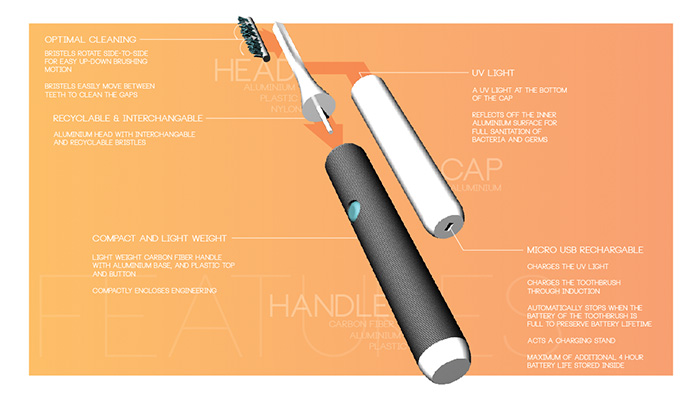 OPTIMAL CLEANING
BRISTELS ROTATE SIDE-TO-SIDE
FOR EASY UP-DOWN BRUSHING
MOTION
BRISTELS EASILY MOVE BETWEEN
TEETH TO CLEAN THE GAPS
RECYCLABLE & INTERCHANGABLE
ALUMINIUM HEAD WITH INTERCHANGABLE
AND RECYCLABLE BRISTLES
HEAD
ALUMINIUM
PLASTIC
NYLON
UV LIGHT
A UV LIGHT AT THE BOTTOM
OF THE CAP
REFLECTS OFF THE INNER
ALUMINIUM SURFACE FOR
FULL SANITATION OF
BACTERIA AND GERMS
CAP
ALUMINIUM
COMPACT AND LIGHT WEIGHT
LIGHT WEIGHT CARBON FIBER HANDLE
WITH ALUMINIUM BASE, AND PLASTIC TOP
AND BUTTON
COMPACTLY ENCLOSES ENGINEERING
HANDLE
CARBON FIBER
ALUMINIUM
PLASTIC
MICRO USB RECHARGABLE
CHARGES THE UV LIGHT
CHARGES THE TOOTHBRUSH
THROUGH INDUCTION
AUTOMATICALLY STOPS WHEN THE
BATTERY OF THE TOOTBRUSH IS
FULL TO PRESERVE BATTERY LIFETIME
ACTS A CHARGING STAND
MAXIMUM OF ADDITIONAL 4 HOUR
BATTERY LIFE STORED INSIDE
FEATURES